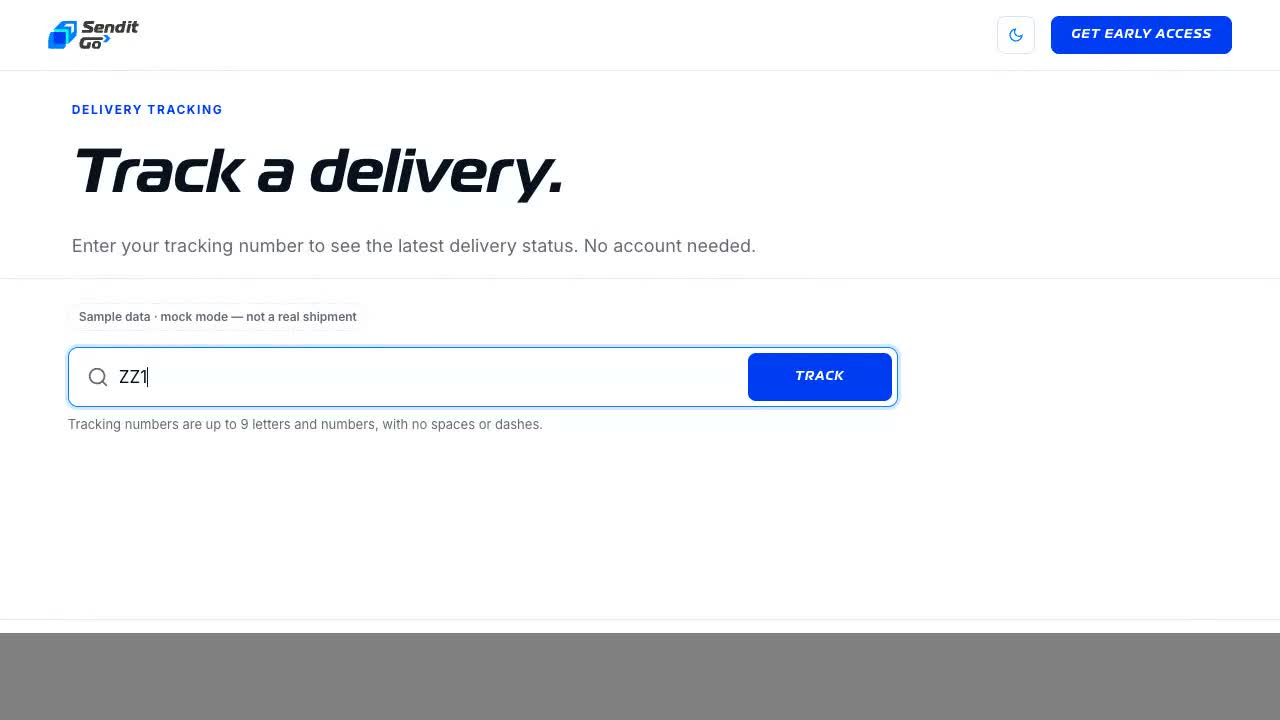 Sendit
Go
GET EARLY ACCESS
DELIVERY TRACKING
Track a delivery.
Enter your tracking number to see the latest delivery status. No account needed.
Sample data · mock mode — not a real shipment
ZZ1
TRACK
Tracking numbers are up to 9 letters and numbers, with no spaces or dashes.